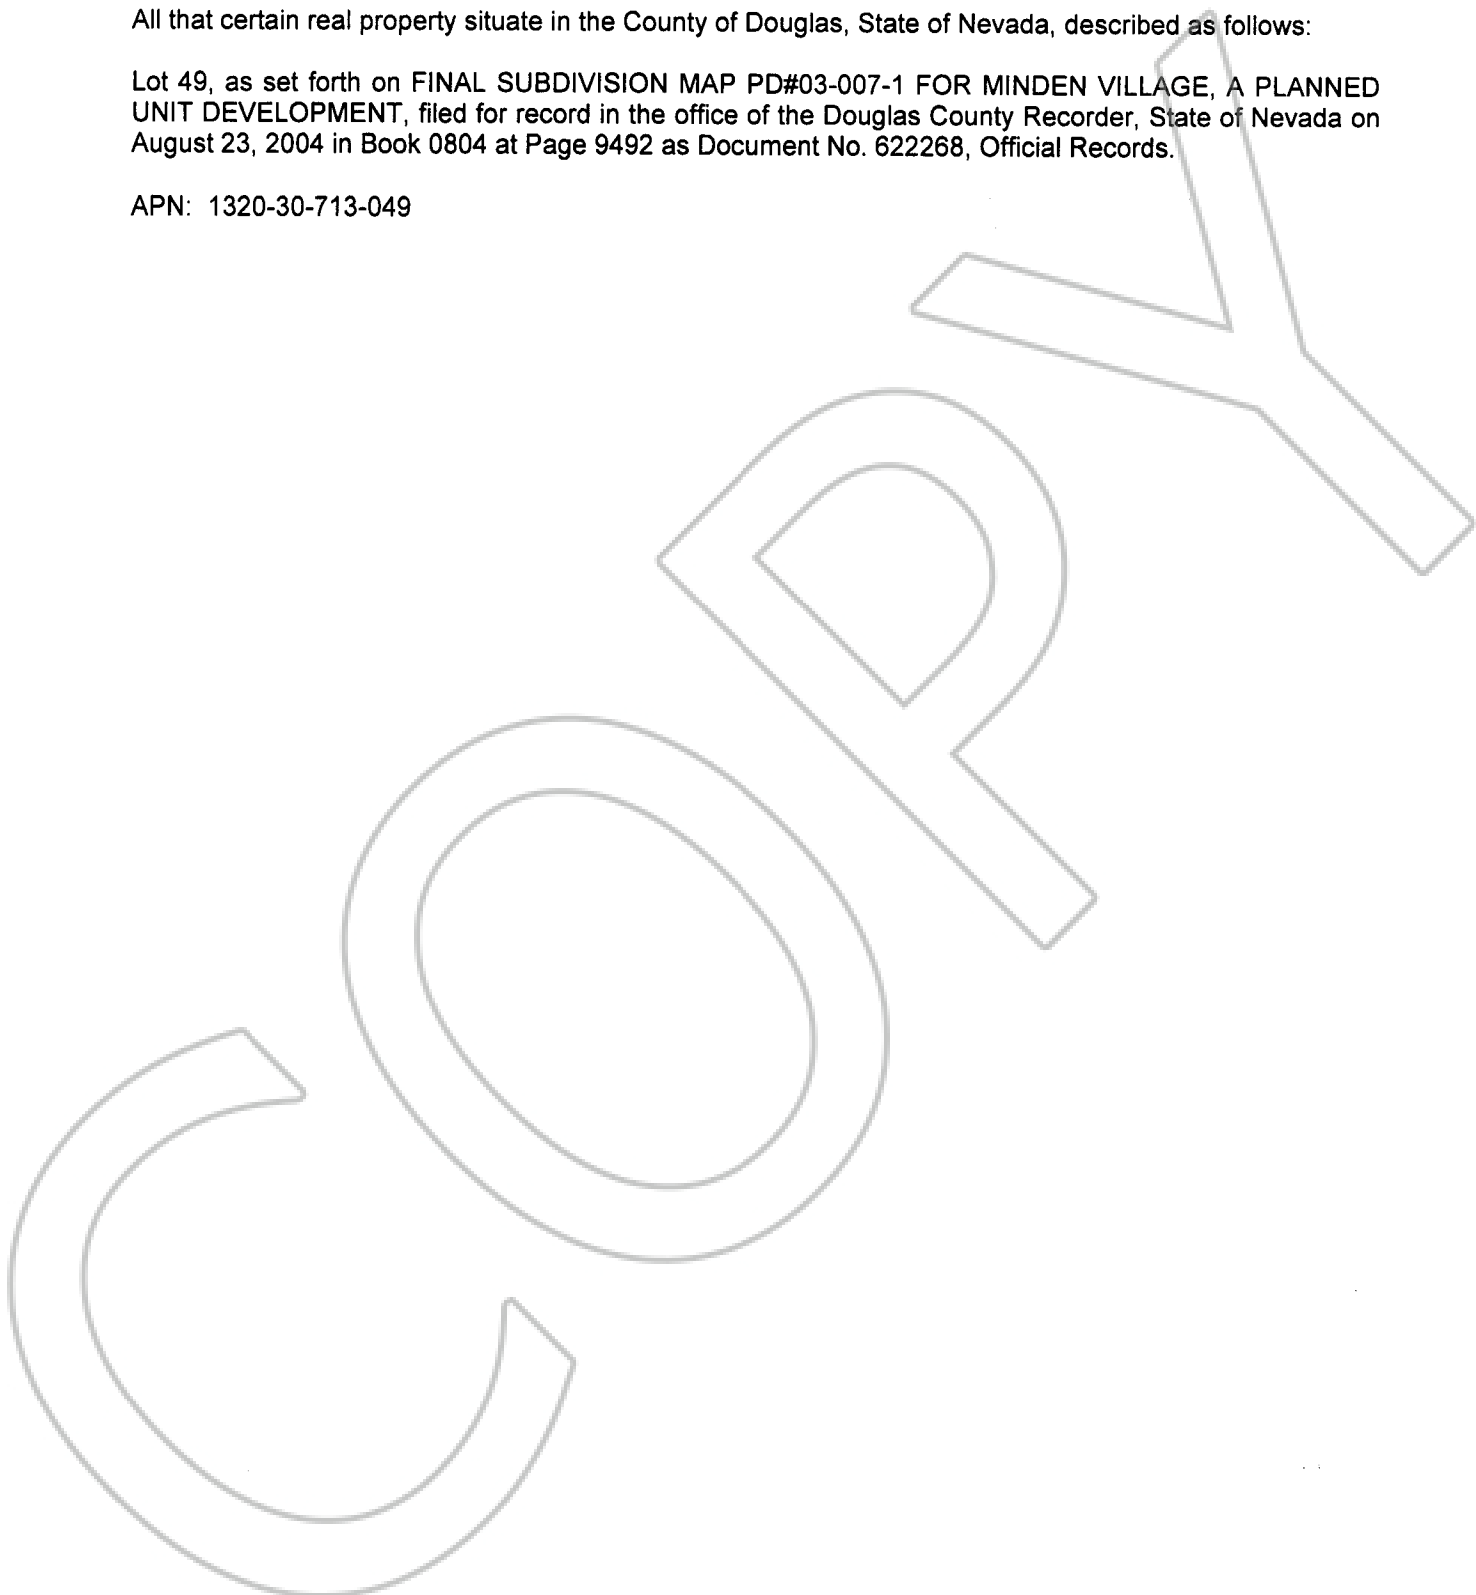 All that certain real property situate in the County of Douglas, State of Nevada, described as follows:
Lot 49, as set forth on FINAL SUBDIVISION MAP PD#03-007-1 FOR MINDEN VILLAGE, A PLANNED
UNIT DEVELOPMENT, filed for record in the office of the Douglas County Recorder, State of Nevada on
August 23, 2004 in Book 0804 at Page 9492 as Document No. 622268, Official Records.
APN: 1320-30-713-049
COPY